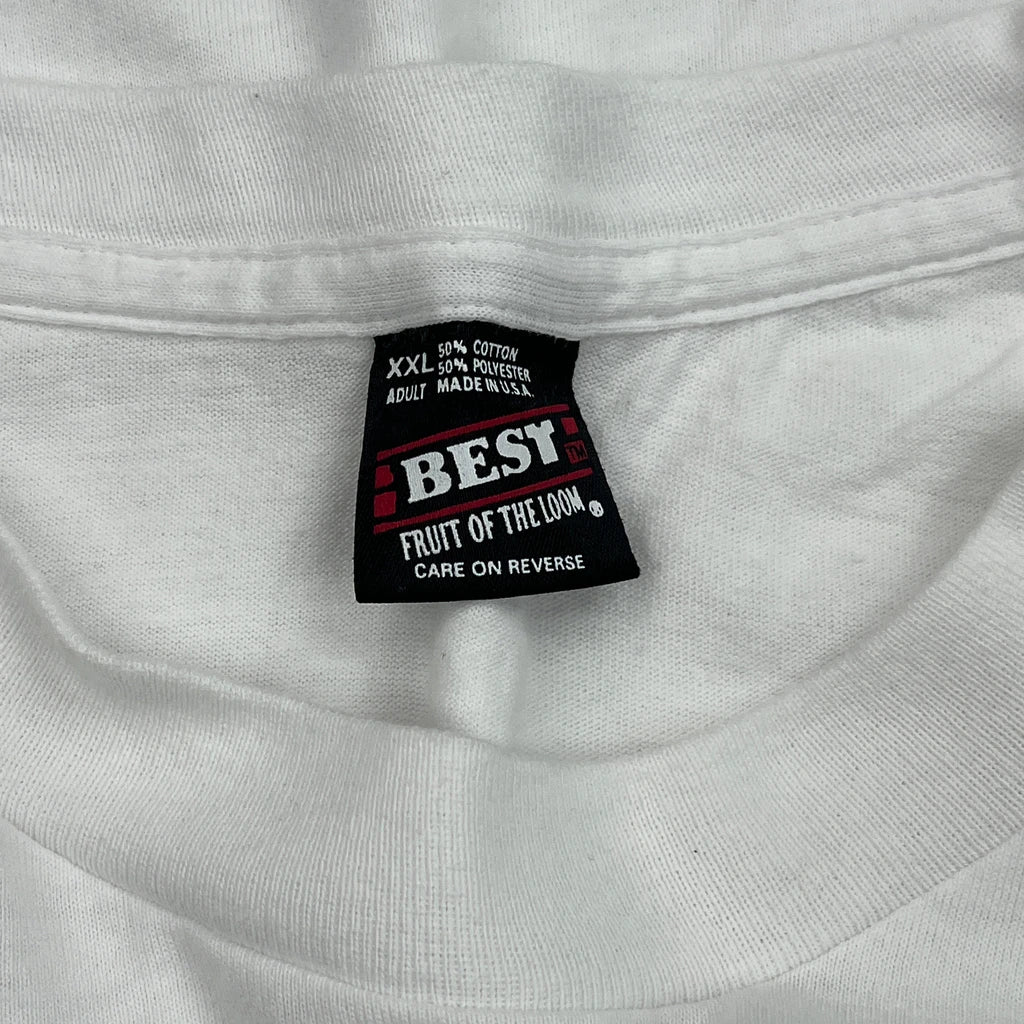 XXL 50% COTTON
50% POLYESTER
ADULT MADE IN U.S.A.
BEST TM
FRUIT OF THE LOOM ®
CARE ON REVERSE